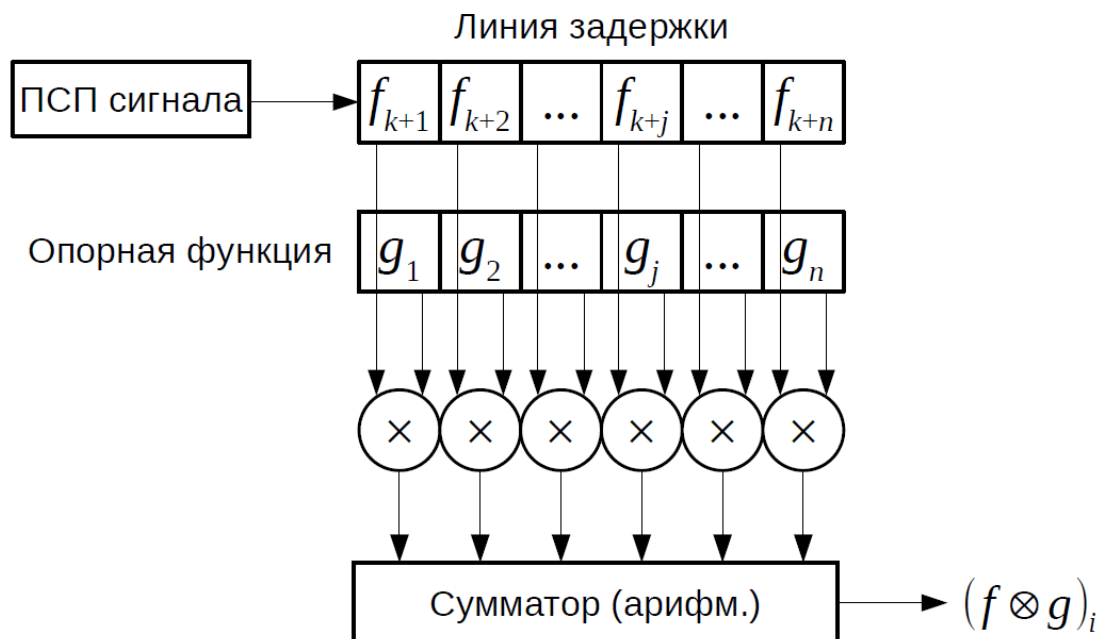 Линия задержки
ПСП сигнала
f_{k+1} f_{k+2} ... f_{k+j} ... f_{k+n}
Опорная функция
g_1 g_2 ... g_j ... g_n
× × × × × ×
Сумматор (арифм.)
(f ⊗ g)_i